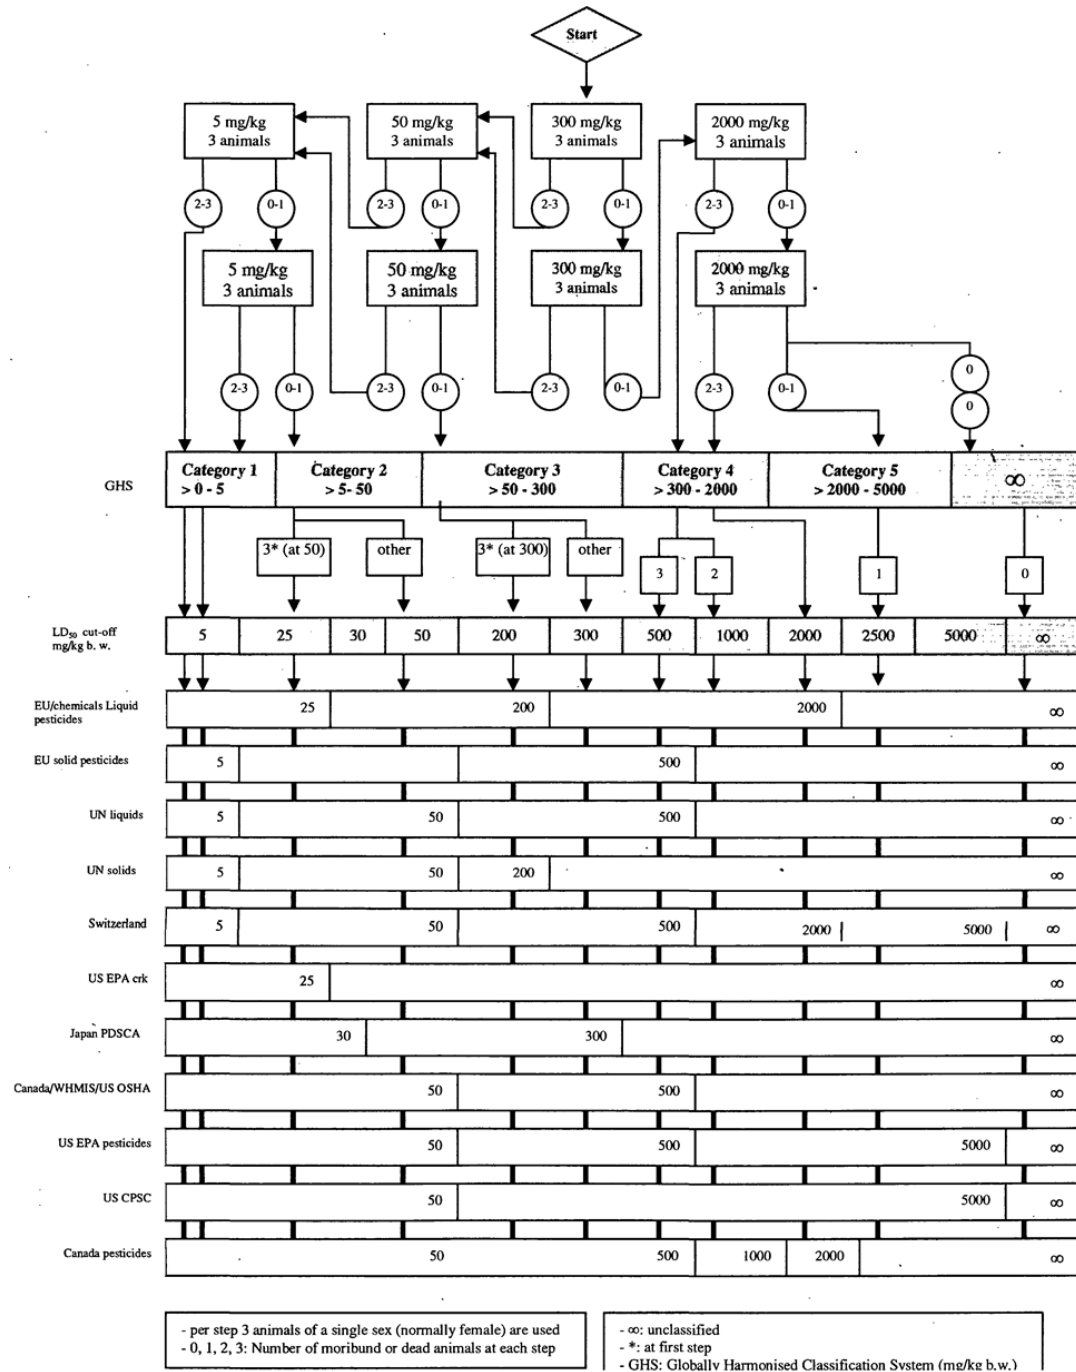 Start
5 mg/kg
3 animals
50 mg/kg
3 animals
300 mg/kg
3 animals
2000 mg/kg
3 animals
2-3
0-1
2-3
0-1
2-3
0-1
2-3
0-1
5 mg/kg
3 animals
50 mg/kg
3 animals
300 mg/kg
3 animals
2000 mg/kg
3 animals
2-3
0-1
2-3
0-1
2-3
0-1
2-3
0-1
0
0
GHS
Category 1
> 0 - 5
Category 2
> 5- 50
Category 3
> 50 - 300
Category 4
> 300 - 2000
Category 5
> 2000 - 5000
∞
3* (at 50)
other
3* (at 300)
other
3
2
1
0
LD₅₀ cut-off
mg/kg b. w.
5
25
30
50
200
300
500
1000
2000
2500
5000
∞
EU/chemicals Liquid
pesticides
25
200
2000
∞
EU solid pesticides
5
500
∞
UN liquids
5
50
500
∞
UN solids
5
50
200
∞
Switzerland
5
50
500
2000
5000
∞
US EPA crk
25
∞
Japan PDSCA
30
300
∞
Canada/WHMIS/US OSHA
50
500
∞
US EPA pesticides
50
500
5000
∞
US CPSC
50
5000
∞
Canada pesticides
50
500
1000
2000
∞
- per step 3 animals of a single sex (normally female) are used
- 0, 1, 2, 3: Number of moribund or dead animals at each step
- ∞: unclassified
- *: at first step
- GHS: Globally Harmonised Classification System (mg/kg b.w.)